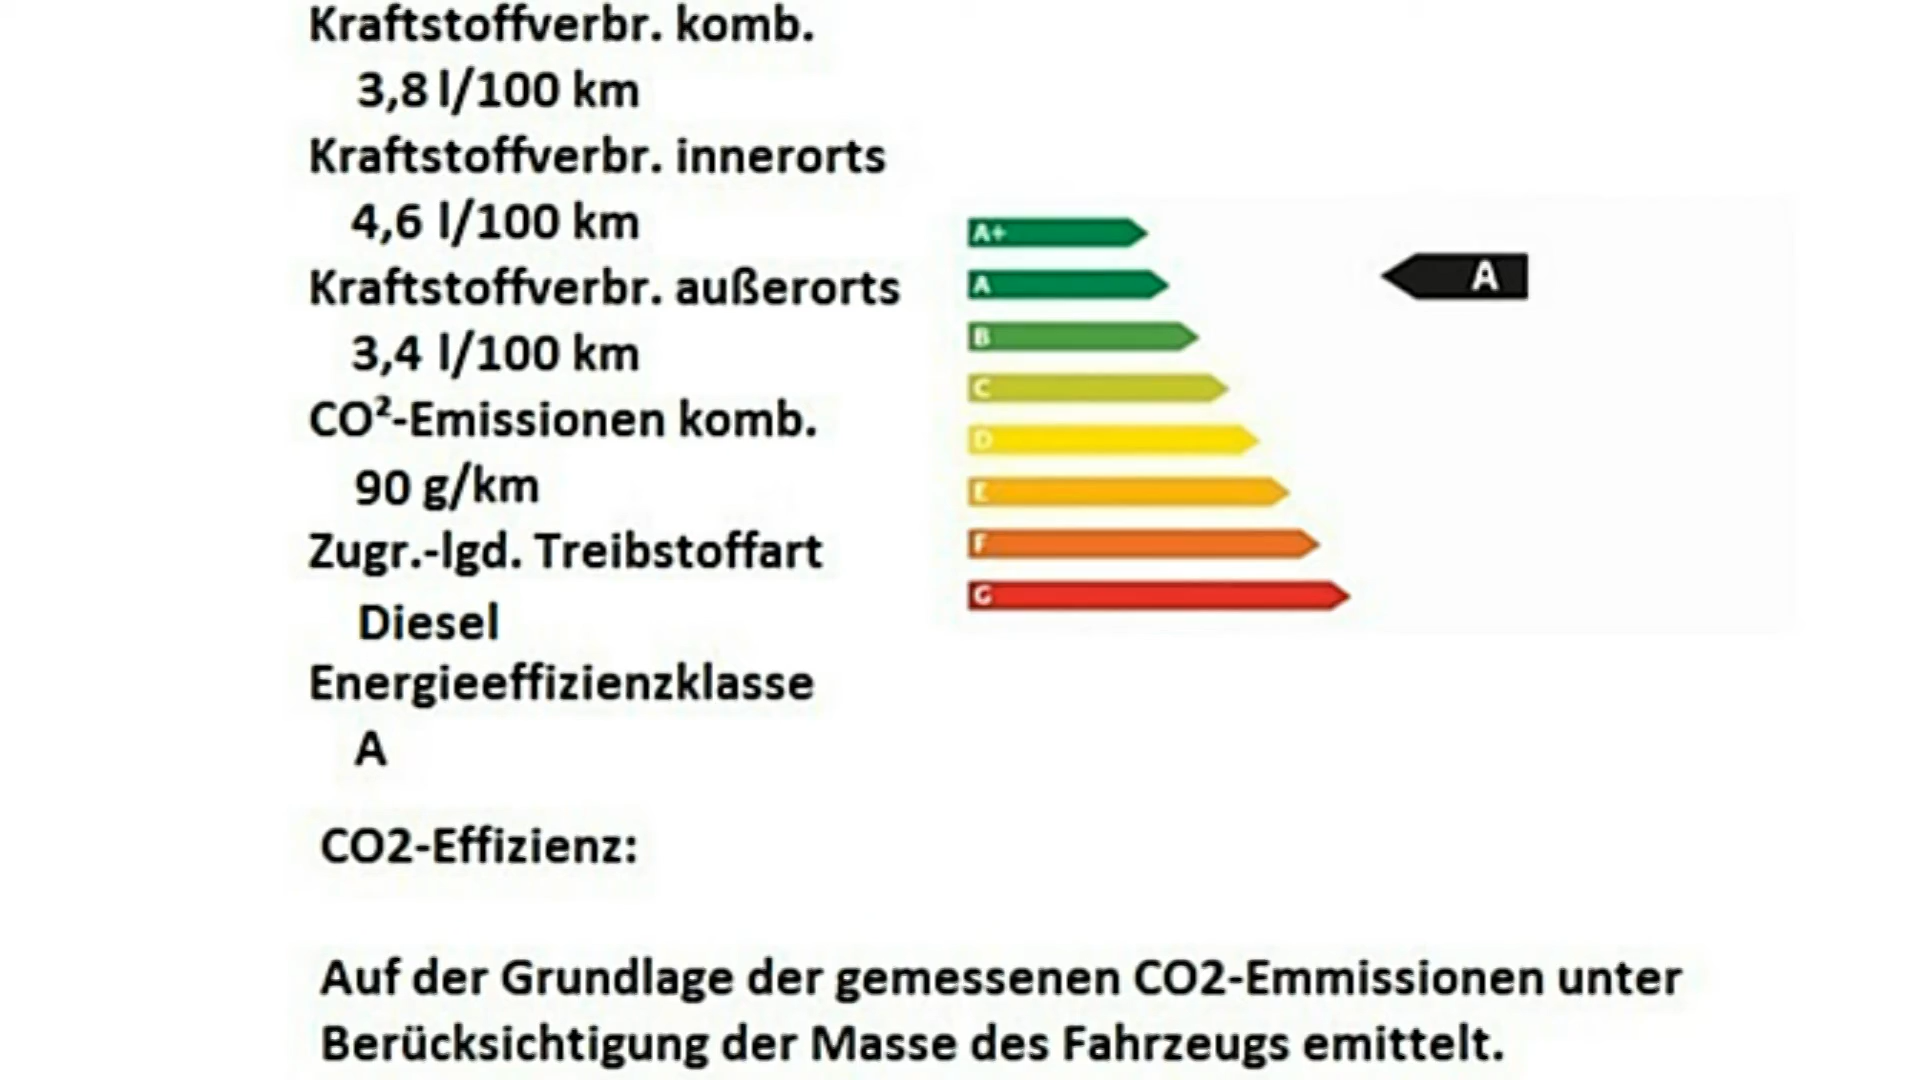 Kraftstoffverbr. komb.
3,8 l/100 km
Kraftstoffverbr. innerorts
4,6 l/100 km
Kraftstoffverbr. außerorts
3,4 l/100 km
CO²-Emissionen komb.
90 g/km
Zugr.-lgd. Treibstoffart
Diesel
Energieeffizienzklasse
A
A+
A
A
B
C
D
E
F
G
CO2-Effizienz:
Auf der Grundlage der gemessenen CO2-Emmissionen unter
Berücksichtigung der Masse des Fahrzeugs emittelt.